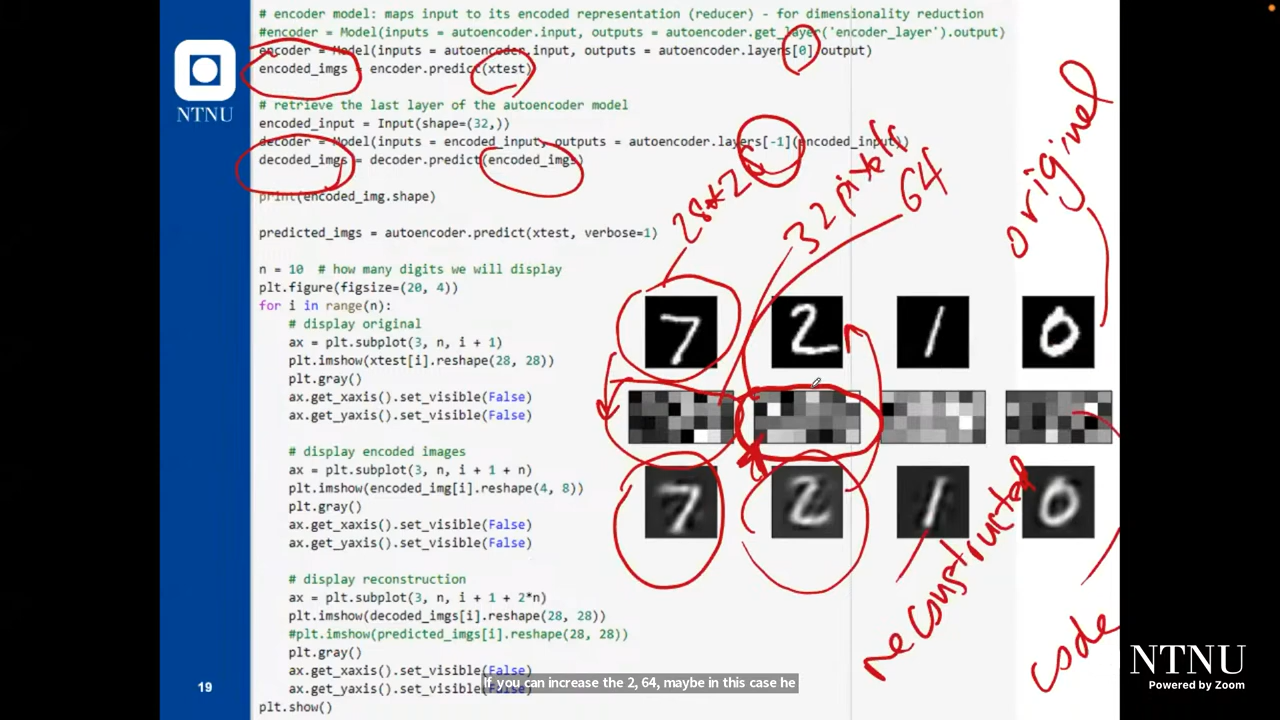 # encoder model: maps input to its encoded representation (reducer) - for dimensionality reduction
#encoder = Model(inputs = autoencoder.input, outputs = autoencoder.get_layer('encoder_layer').output)
encoder = Model(inputs = autoencoder.input, outputs = autoencoder.layers[0].output)
encoded_imgs = encoder.predict(xtest)
# retrieve the last layer of the autoencoder model
encoded_input = Input(shape=(32,))
decoder = Model(inputs = encoded_input, outputs = autoencoder.layers[-1](encoded_input))
decoded_imgs = decoder.predict(encoded_imgs)
print(encoded_img.shape)
predicted_imgs = autoencoder.predict(xtest, verbose=1)
n = 10 # how many digits we will display
plt.figure(figsize=(20, 4))
for i in range(n):
# display original
ax = plt.subplot(3, n, i + 1)
plt.imshow(xtest[i].reshape(28, 28))
plt.gray()
ax.get_xaxis().set_visible(False)
ax.get_yaxis().set_visible(False)
# display encoded images
ax = plt.subplot(3, n, i + 1 + n)
plt.imshow(encoded_img[i].reshape(4, 8))
plt.gray()
ax.get_xaxis().set_visible(False)
ax.get_yaxis().set_visible(False)
# display reconstruction
ax = plt.subplot(3, n, i + 1 + 2*n)
plt.imshow(decoded_imgs[i].reshape(28, 28))
#plt.imshow(predicted_imgs[i].reshape(28, 28))
plt.gray()
ax.get_xaxis().set_visible(False)
ax.get_yaxis().set_visible(False)
plt.show()
NTNU
19
28*28
32 pixels
64
original
7 2 1 0
7 2 1 0
reconstructed
code
If, you can increase the 2, 64, maybe in this case he
NTNU
Powered by Zoom